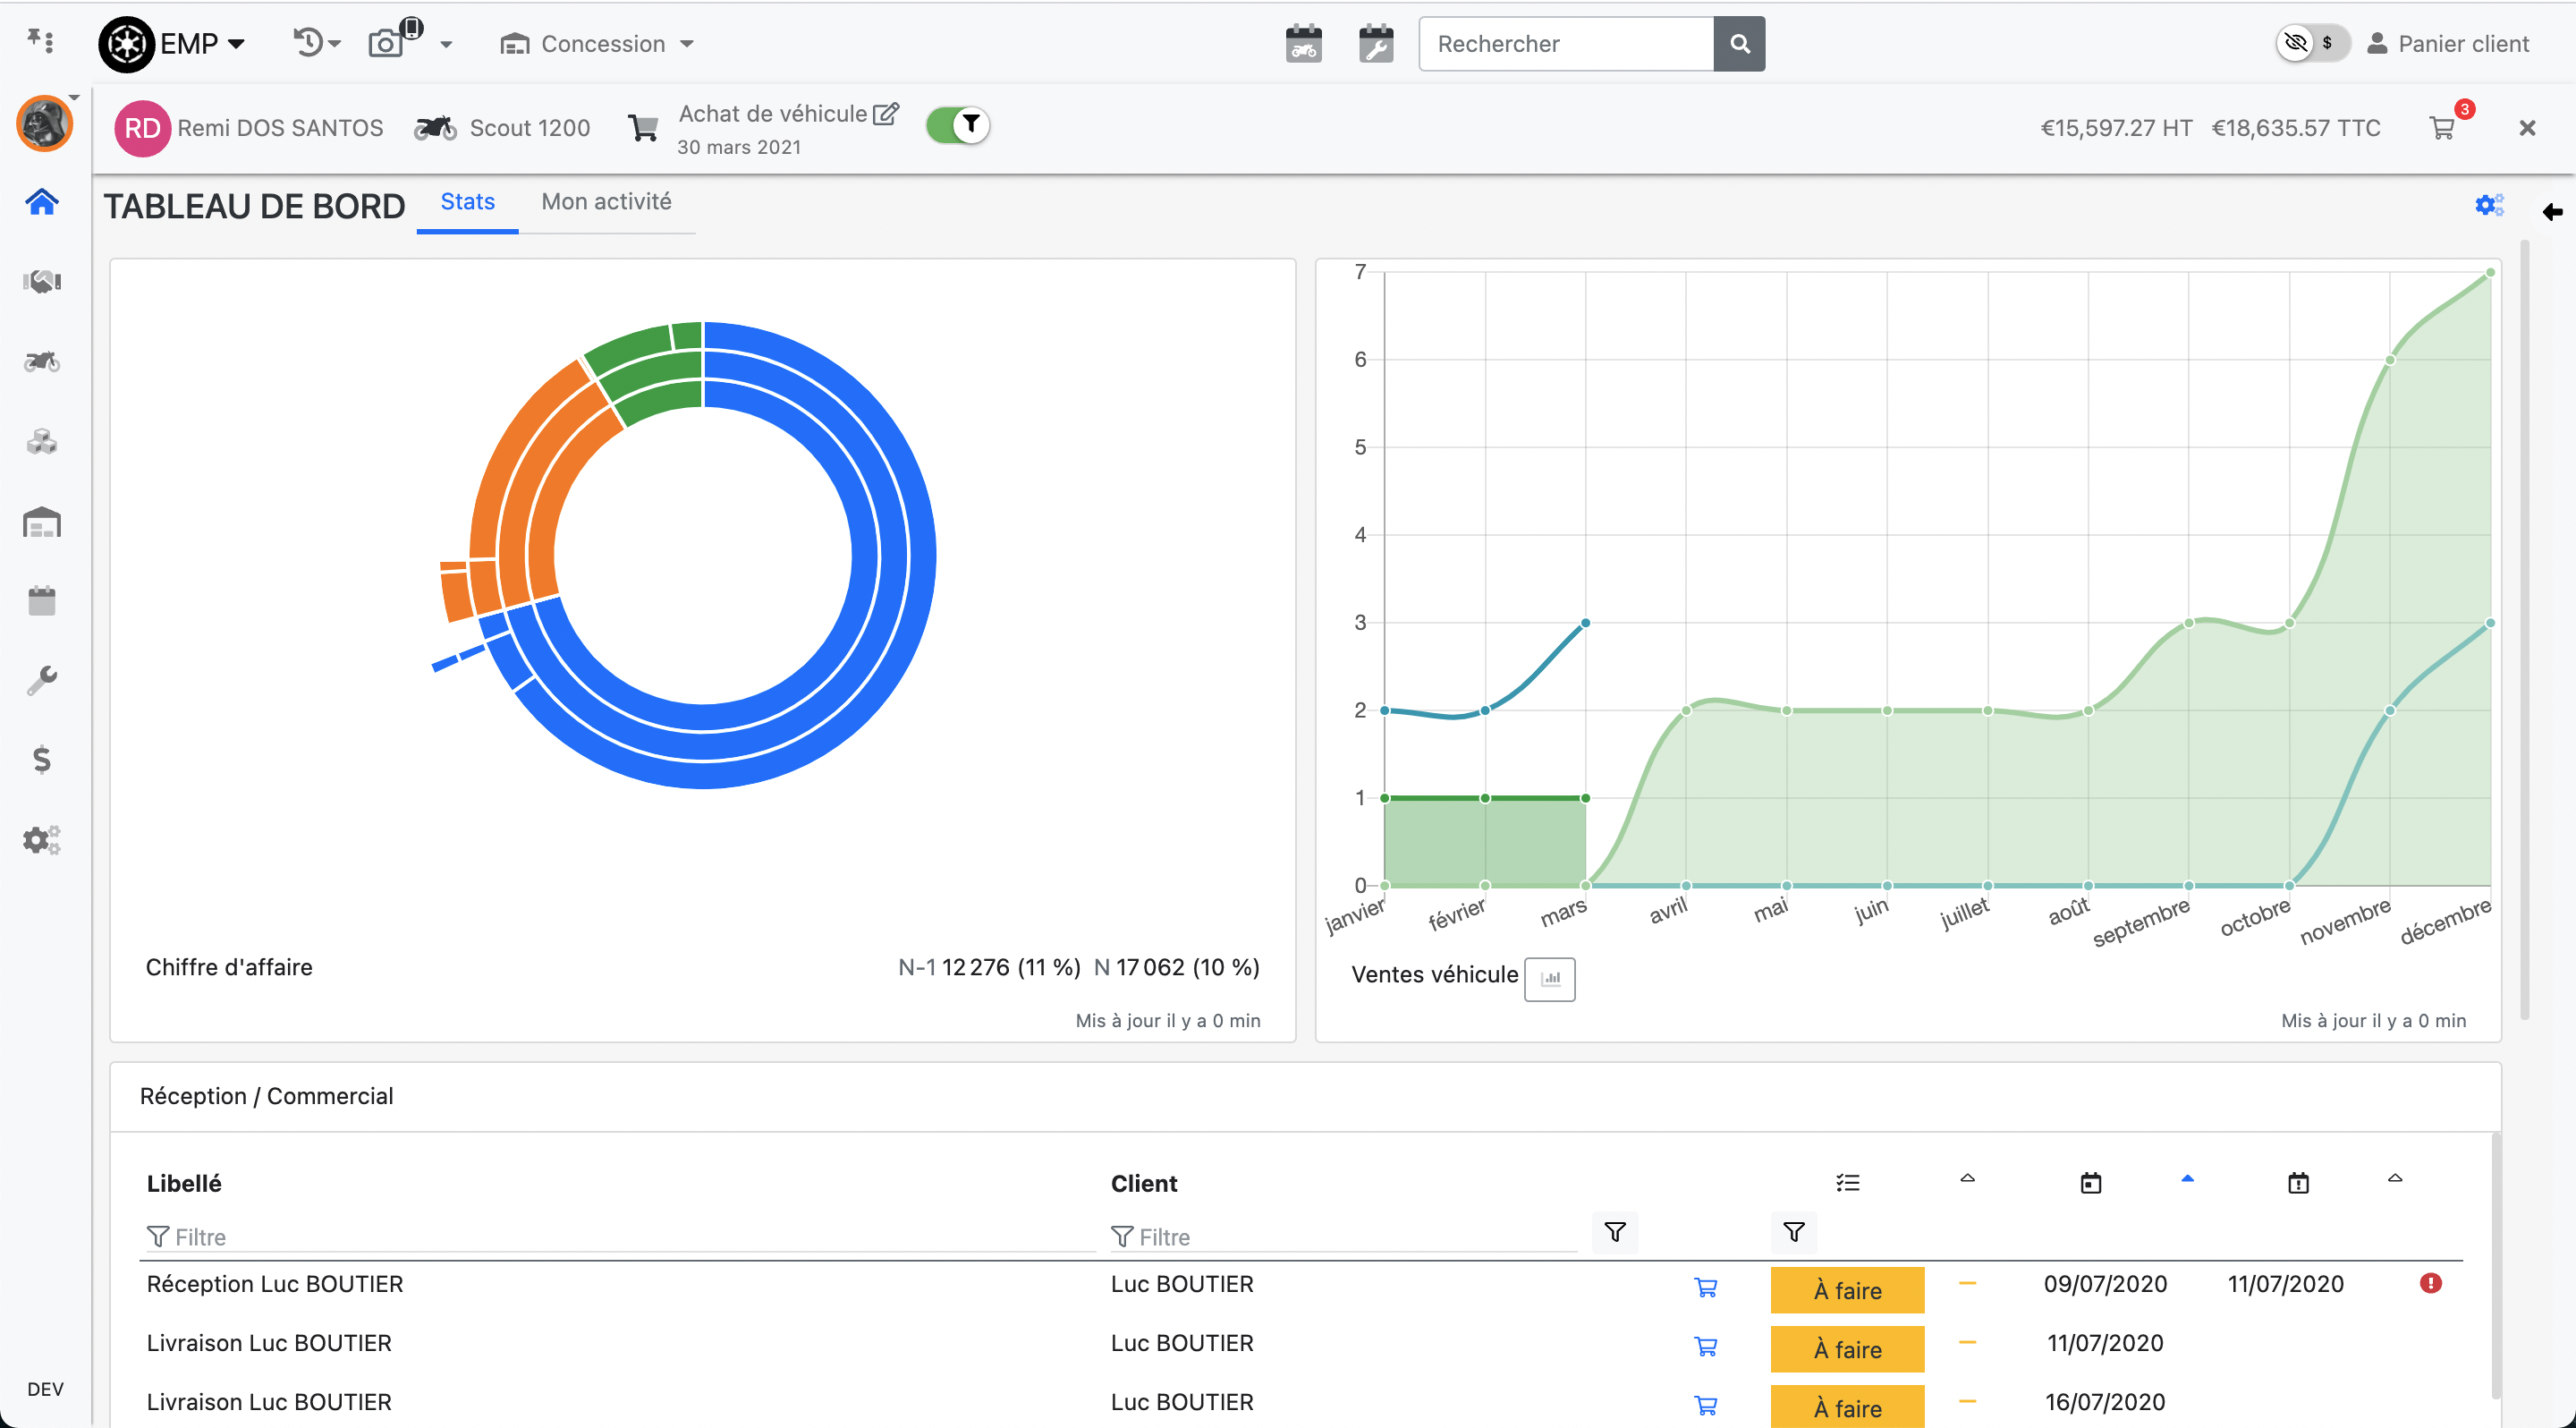 EMP
Concession
Rechercher
$
Panier client
RD
Remi DOS SANTOS
Scout 1200
Achat de véhicule
30 mars 2021
€15,597.27 HT €18,635.57 TTC
3
TABLEAU DE BORD
Stats
Mon activité
7
6
5
4
3
2
1
0
janvier
février
mars
avril
mai
juin
juillet
août
septembre
octobre
novembre
décembre
Chiffre d'affaire
N-1 12 276 (11 %) N 17 062 (10 %)
Mis à jour il y a 0 min
Ventes véhicule
Mis à jour il y a 0 min
Réception / Commercial
Libellé
Client
Filtre
Filtre
Réception Luc BOUTIER Luc BOUTIER À faire 09/07/2020 11/07/2020
Livraison Luc BOUTIER Luc BOUTIER À faire 11/07/2020
Livraison Luc BOUTIER Luc BOUTIER À faire 16/07/2020
DEV